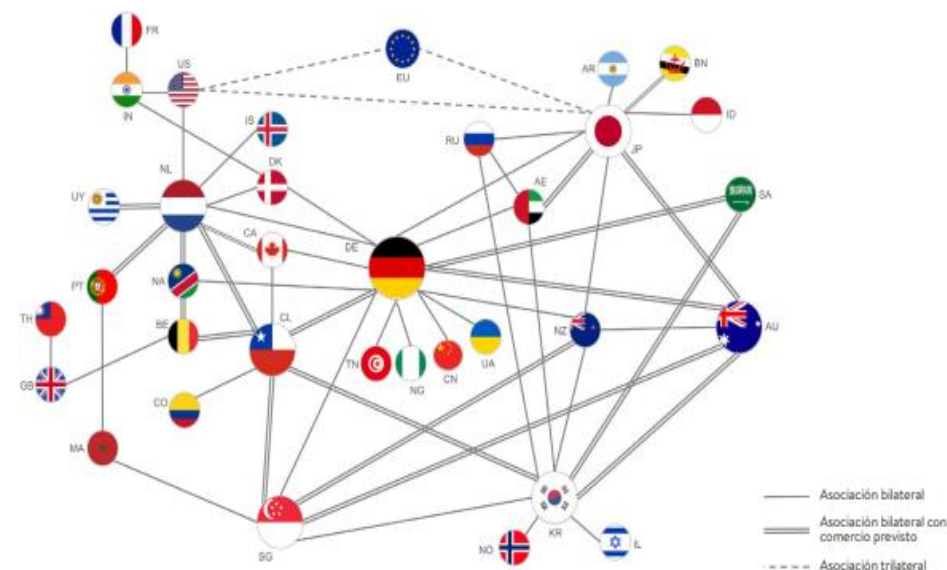 FR
US
EU
AR
BN
IN
ID
IS
RU
JP
NL
DK
AE
SA
UY
CA
DE
PT
NA
CL
TH
BE
NZ
AU
TN
NG
CN
UA
GB
CO
MA
SG
NO
KR
IL
Asociación bilateral
Asociación bilateral con
comercio previsto
Asociación trilateral